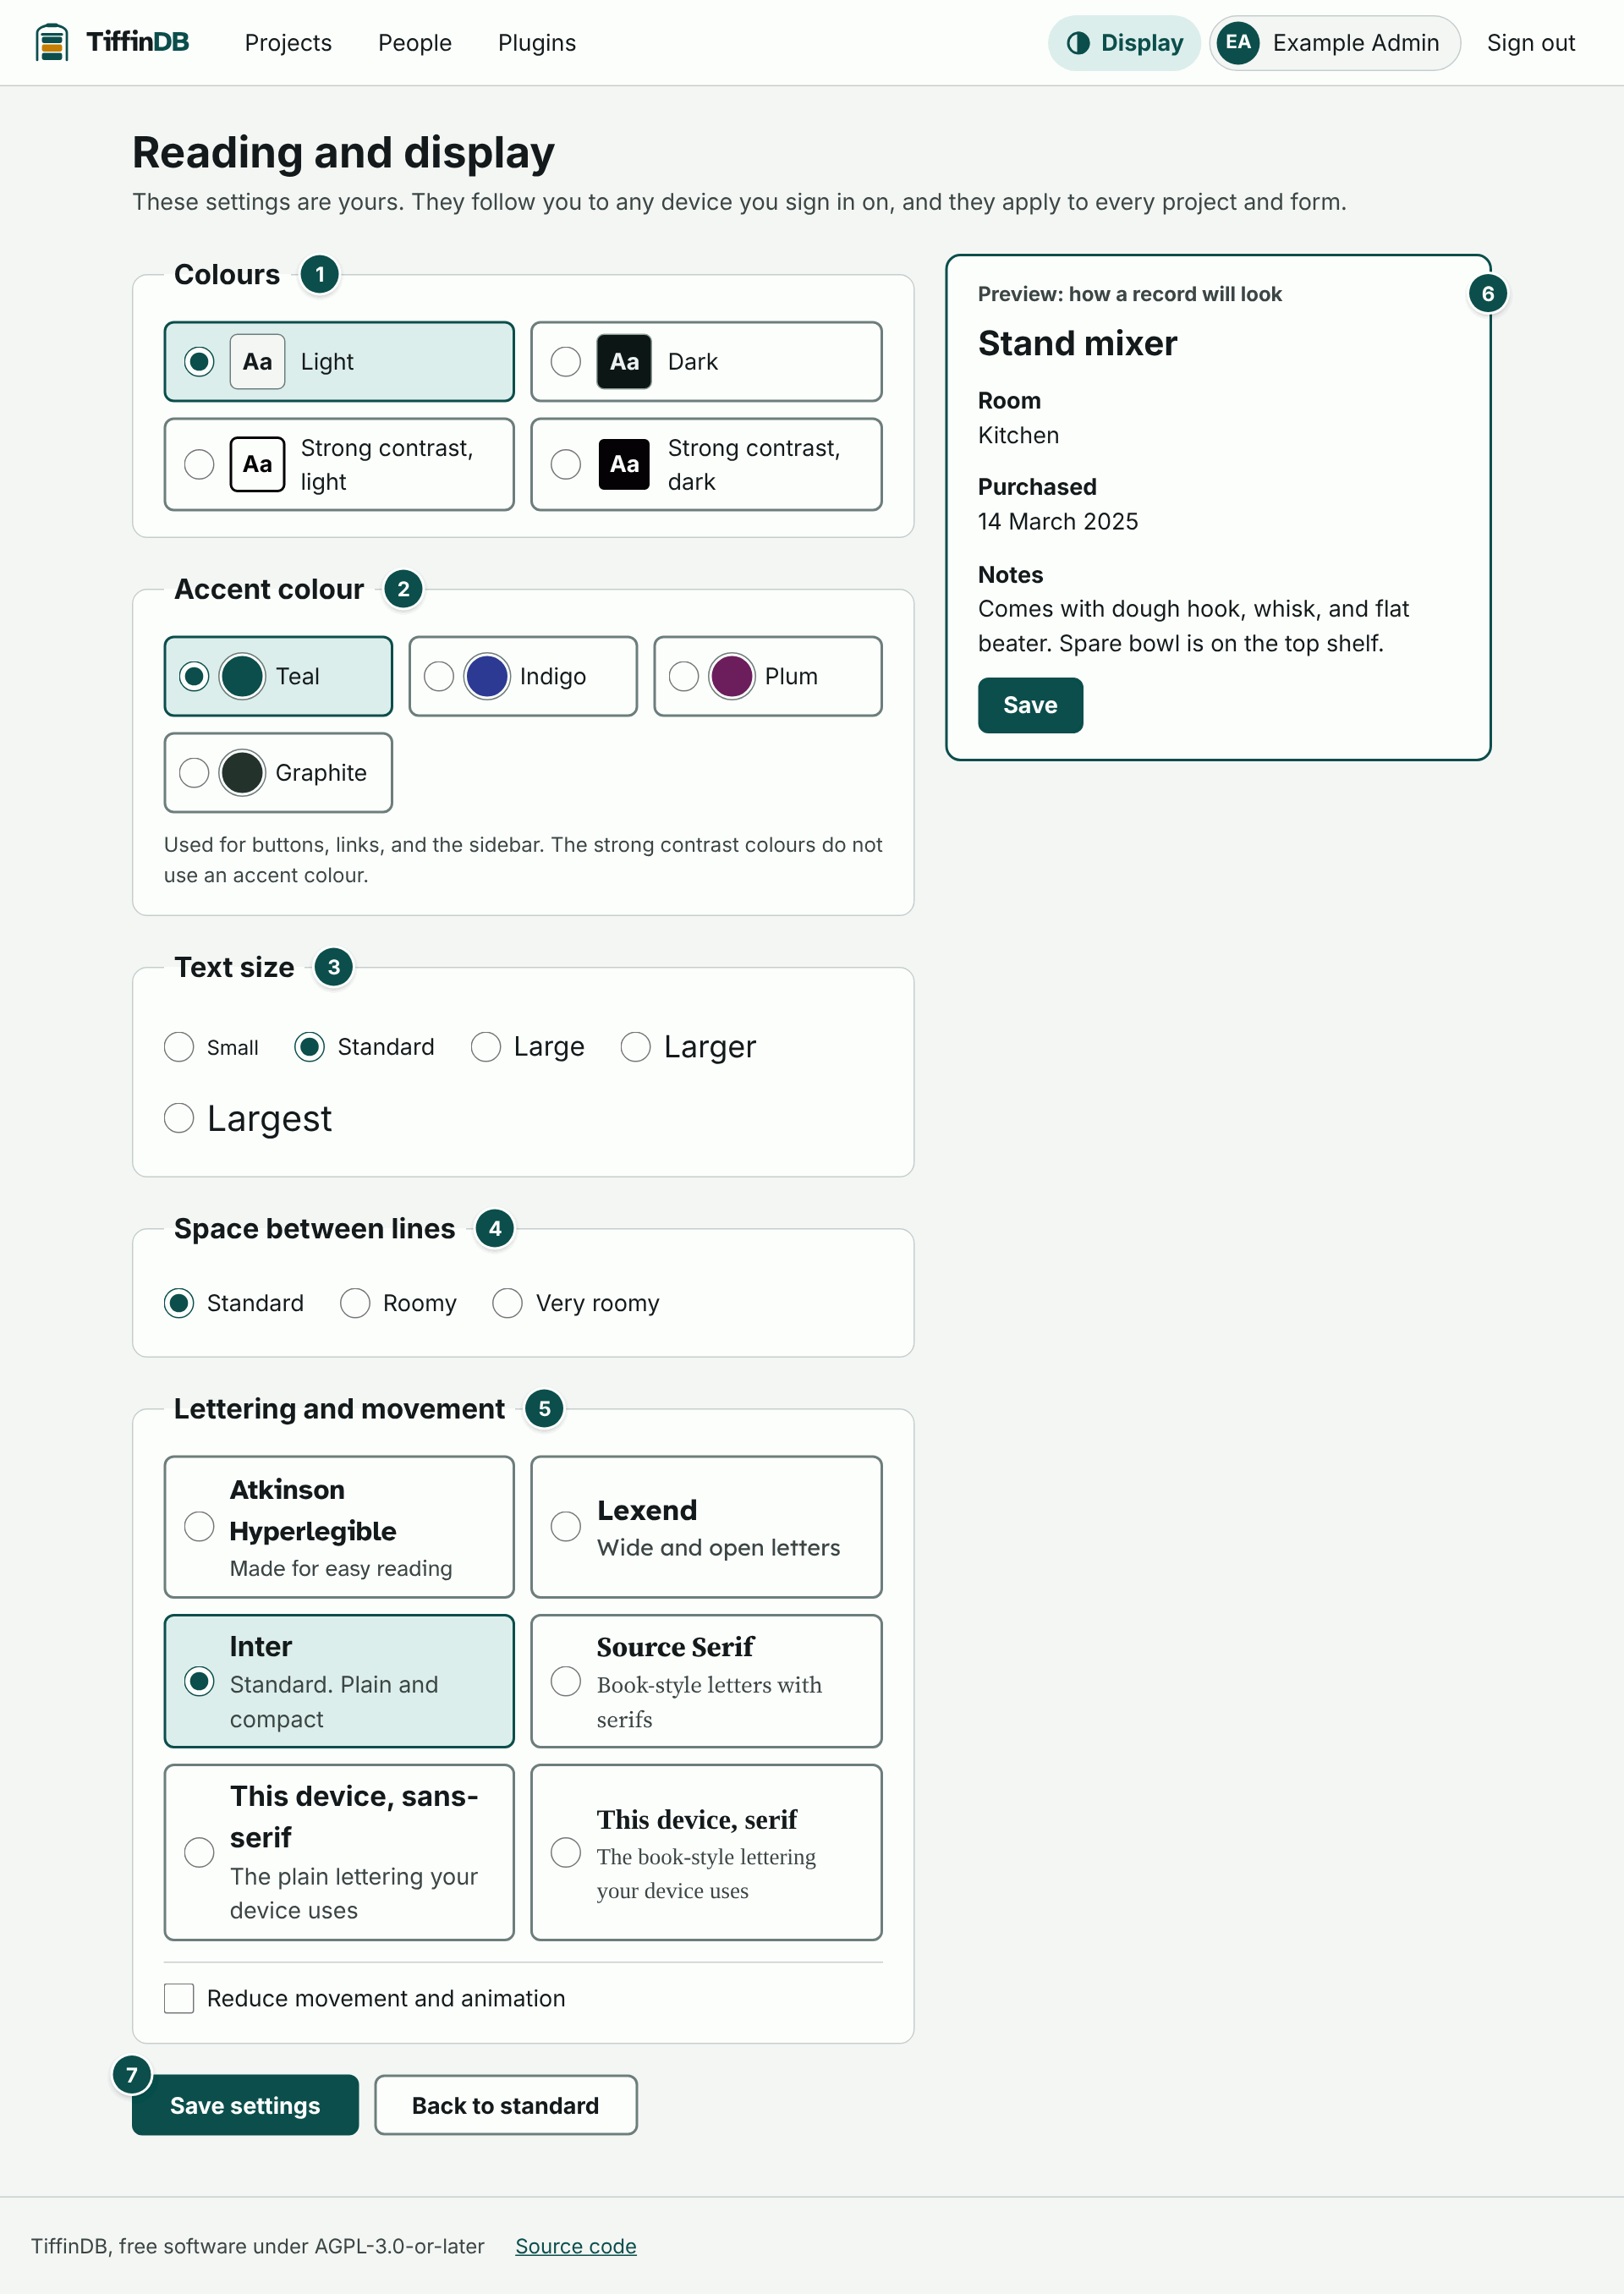 TiffinDB
Projects
People
Plugins
Display
EA
Example Admin
Sign out
Reading and display
These settings are yours. They follow you to any device you sign in on, and they apply to every project and form.
Colours
1
Aa
Light
Aa
Dark
Aa
Strong contrast,
light
Aa
Strong contrast,
dark
Accent colour
2
Teal
Indigo
Plum
Graphite
Used for buttons, links, and the sidebar. The strong contrast colours do not
use an accent colour.
Text size
3
Small
Standard
Large
Larger
Largest
Space between lines
4
Standard
Roomy
Very roomy
Lettering and movement
5
Atkinson
Hyperlegible
Made for easy reading
Lexend
Wide and open letters
Inter
Standard. Plain and
compact
Source Serif
Book-style letters with
serifs
This device, sans-
serif
The plain lettering your
device uses
This device, serif
The book-style lettering
your device uses
Reduce movement and animation
7
Save settings
Back to standard
Preview: how a record will look
6
Stand mixer
Room
Kitchen
Purchased
14 March 2025
Notes
Comes with dough hook, whisk, and flat
beater. Spare bowl is on the top shelf.
Save
TiffinDB, free software under AGPL-3.0-or-later
Source code